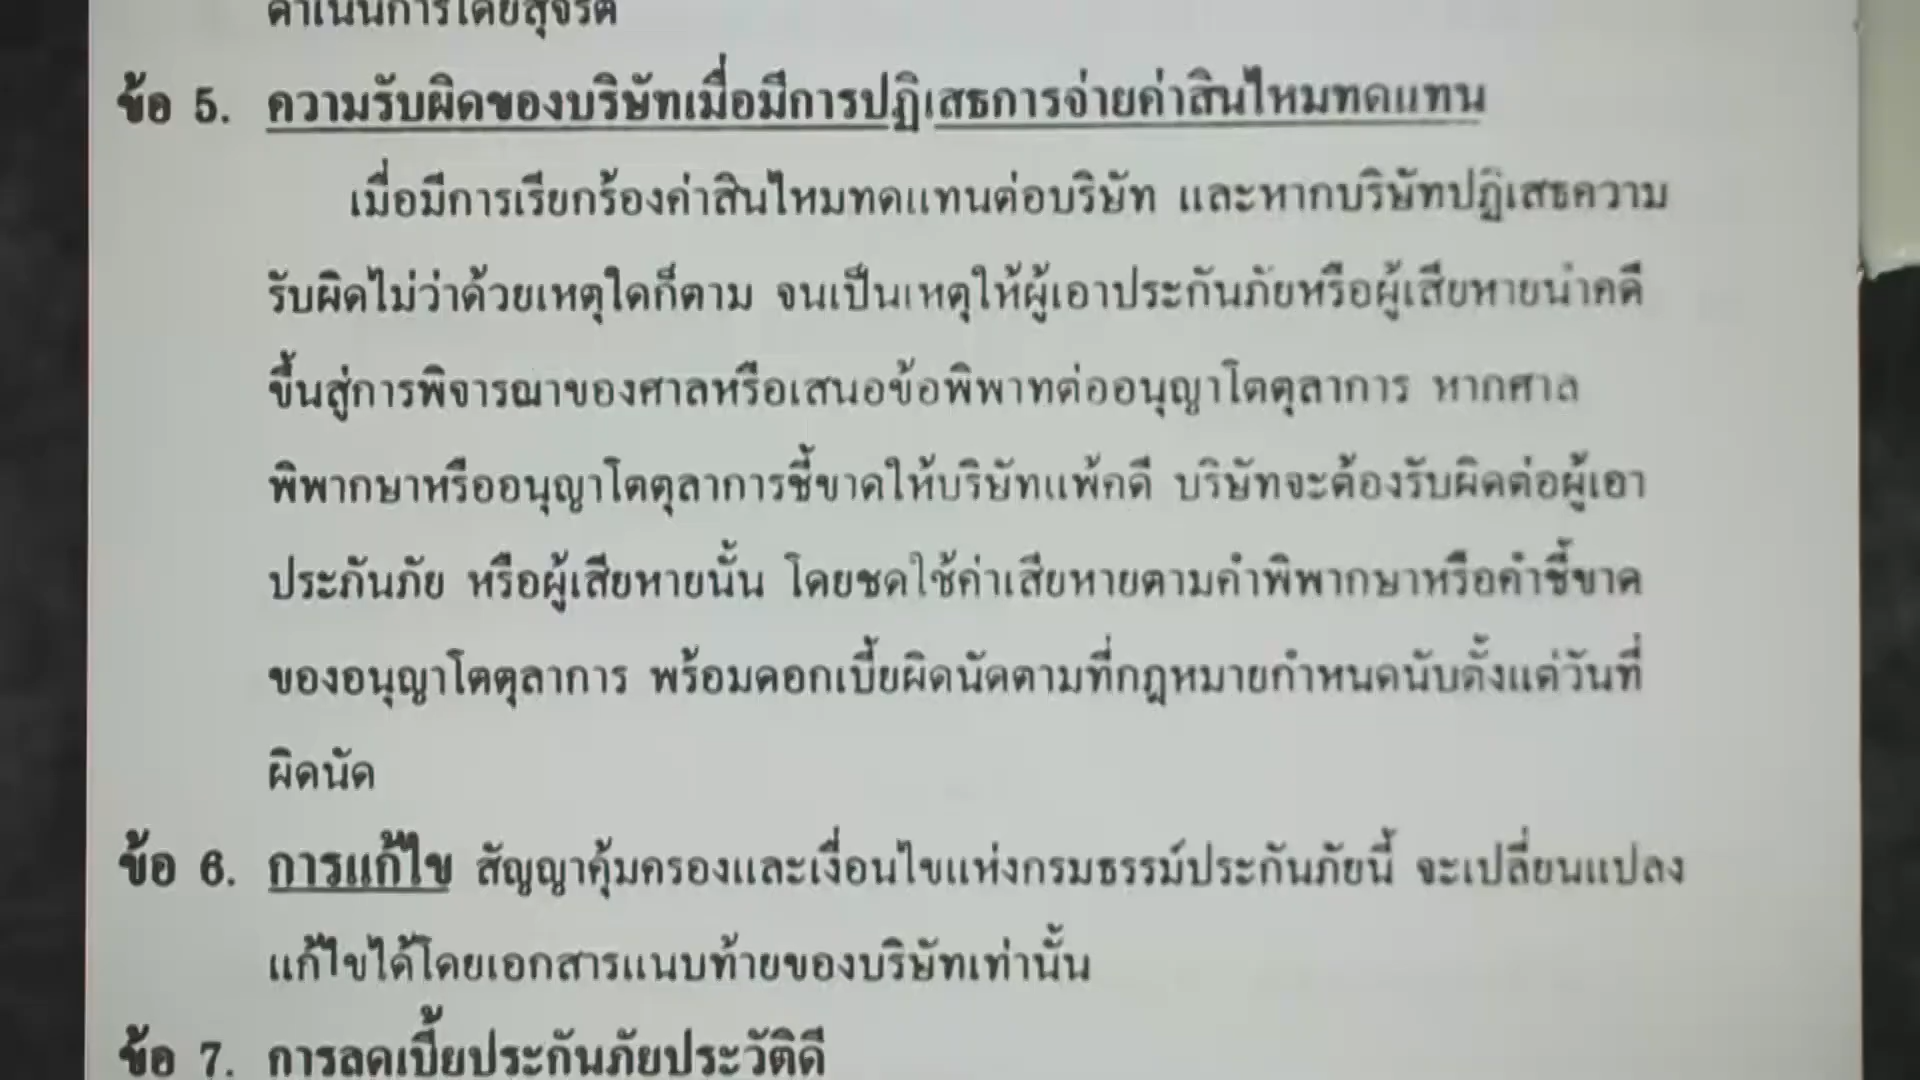 ดำเนินการโดยสุจริต
ข้อ 5. ความรับผิดของบริษัทเมื่อมีการปฏิเสธการจ่ายค่าสินไหมทดแทน
เมื่อมีการเรียกร้องค่าสินไหมทดแทนต่อบริษัท และหากบริษัทปฏิเสธความ
รับผิดไม่ว่าด้วยเหตุใดก็ตาม จนเป็นเหตุให้ผู้เอาประกันภัยหรือผู้เสียหายนำคดี
ขึ้นสู่การพิจารณาของศาลหรือเสนอข้อพิพาทต่ออนุญาโตตุลาการ หากศาล
พิพากษาหรืออนุญาโตตุลาการชี้ขาดให้บริษัทแพ้คดี บริษัทจะต้องรับผิดต่อผู้เอา
ประกันภัย หรือผู้เสียหายนั้น โดยชดใช้ค่าเสียหายตามคำพิพากษาหรือคำชี้ขาด
ของอนุญาโตตุลาการ พร้อมดอกเบี้ยผิดนัดตามที่กฎหมายกำหนดนับตั้งแต่วันที่
ผิดนัด
ข้อ 6. การแก้ไข สัญญาคุ้มครองและเงื่อนไขแห่งกรมธรรม์ประกันภัยนี้ จะเปลี่ยนแปลง
แก้ไขได้โดยเอกสารแนบท้ายของบริษัทเท่านั้น
ข้อ 7. การลดเบี้ยประกันภัยประวัติดี